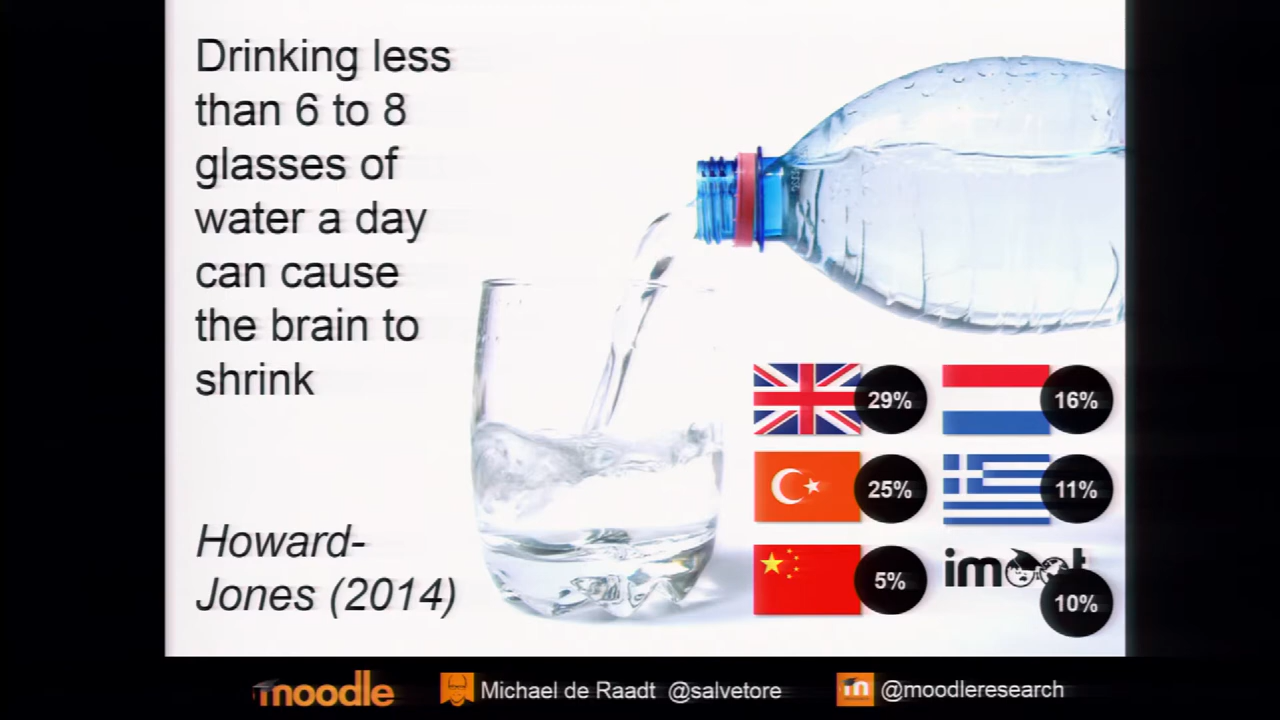 Drinking less
than 6 to 8
glasses of
water a day
can cause
the brain to
shrink
Howard-
Jones (2014)
29%
16%
25%
11%
5%
imoot
10%
moodle
Michael de Raadt @salvetore
m @moodleresearch